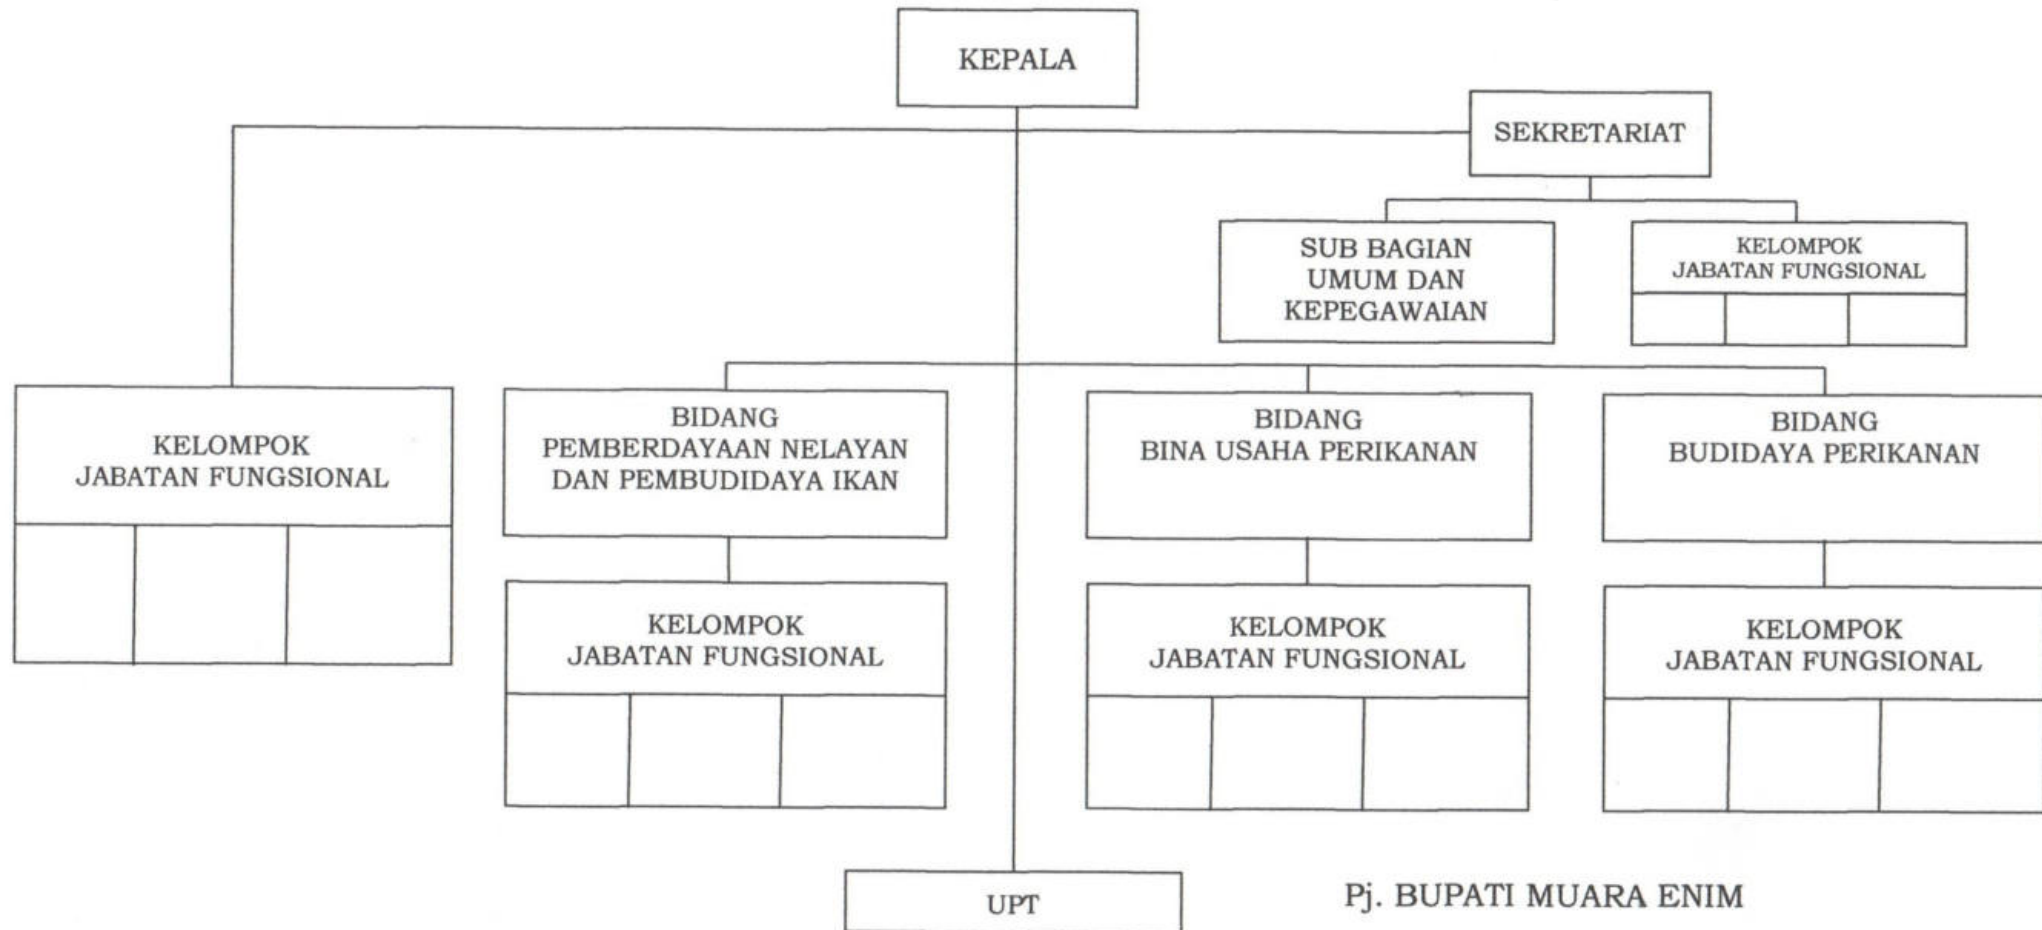 KEPALA
SEKRETARIAT
SUB BAGIAN
UMUM DAN
KEPEGAWAIAN
KELOMPOK
JABATAN FUNGSIONAL
KELOMPOK
JABATAN FUNGSIONAL
BIDANG
PEMBERDAYAAN NELAYAN
DAN PEMBUDIDAYA IKAN
BIDANG
BINA USAHA PERIKANAN
BIDANG
BUDIDAYA PERIKANAN
KELOMPOK
JABATAN FUNGSIONAL
KELOMPOK
JABATAN FUNGSIONAL
KELOMPOK
JABATAN FUNGSIONAL
UPT
Pj. BUPATI MUARA ENIM